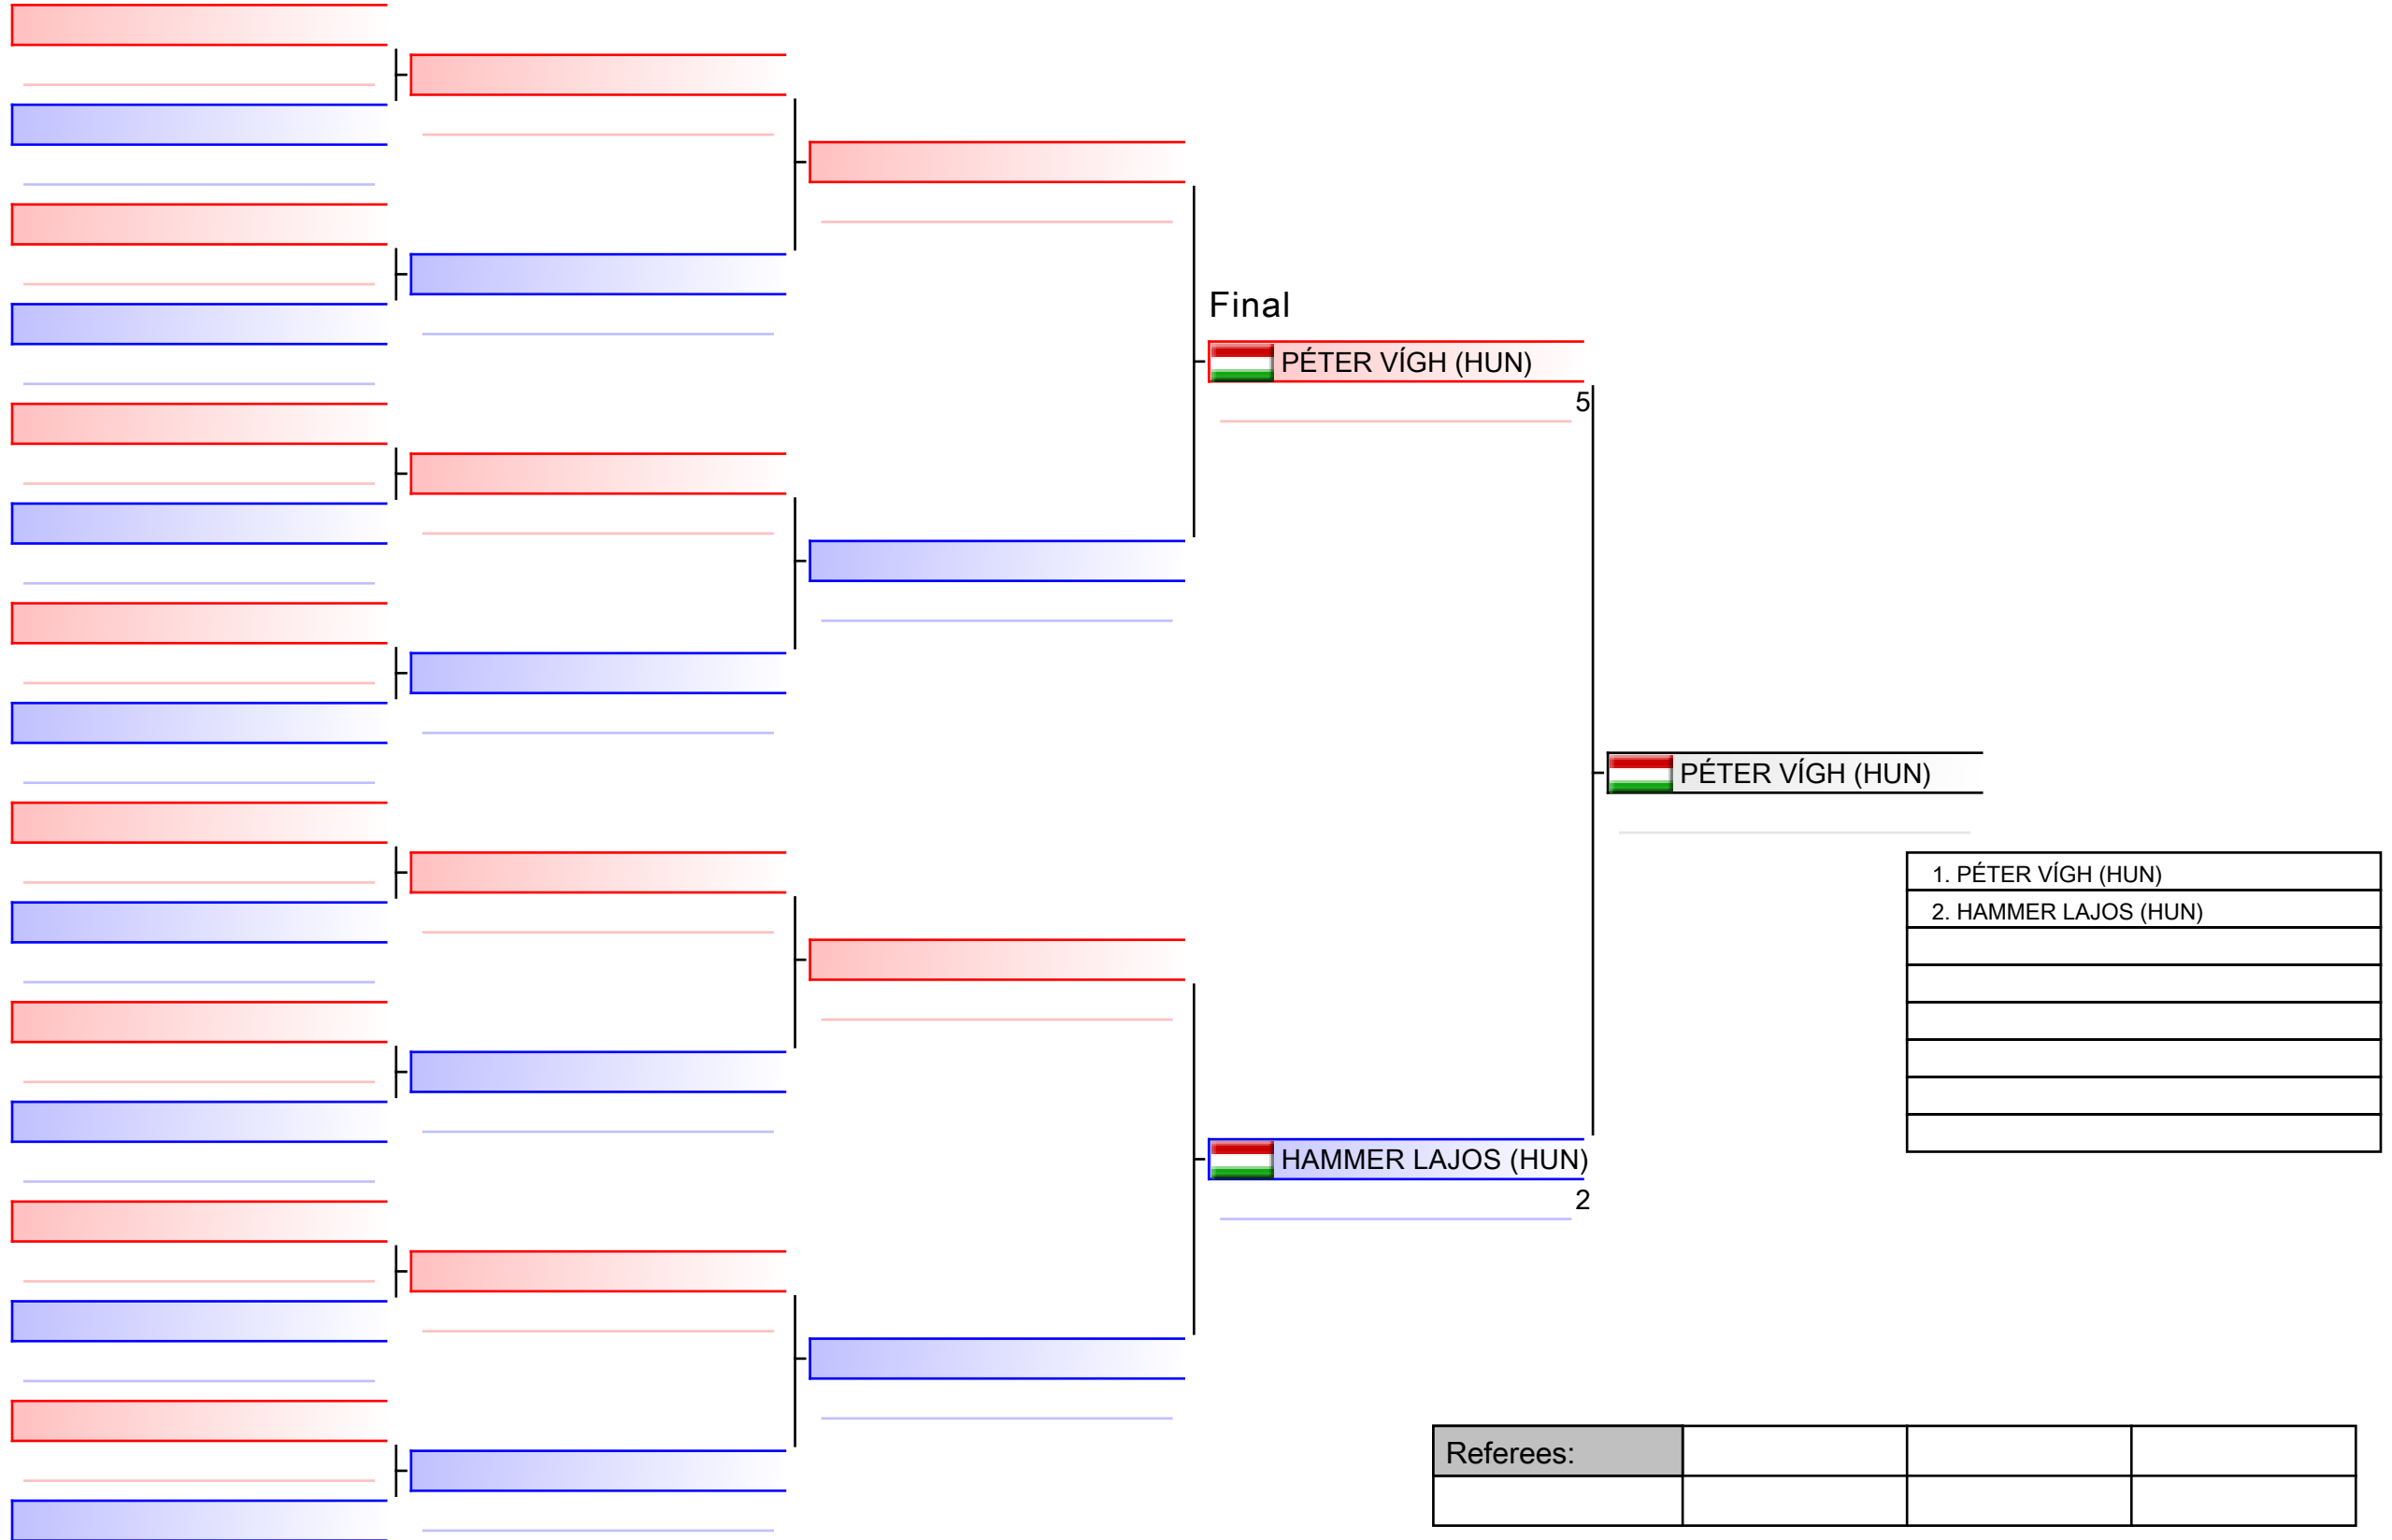 Final
PÉTER VÍGH (HUN)
5
PÉTER VÍGH (HUN)
1. PÉTER VÍGH (HUN)
2. HAMMER LAJOS (HUN)
HAMMER LAJOS (HUN)
2
Referees: